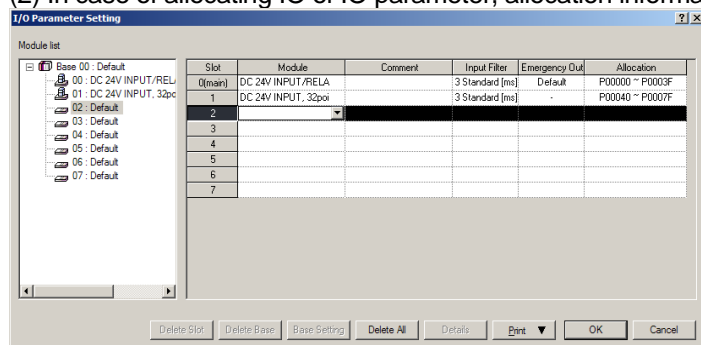 (2) In case of allocating IO of IO parameter, allocation informa
I/O Parameter Setting
Module list
Base 00 : Default
00 : DC 24V INPUT/REL
01 : DC 24V INPUT, 32pc
02 : Default
03 : Default
04 : Default
05 : Default
06 : Default
07 : Default
Slot Module Comment Input Filter Emergency Out Allocation
0(main) DC 24V INPUT/RELA 3 Standard [ms] Default P00000 ~ P0003F
1 DC 24V INPUT, 32poi 3 Standard [ms] - P00040 ~ P0007F
2
3
4
5
6
7
Delete Slot Delete Base Base Setting Delete All Details Print ▼ OK Cancel